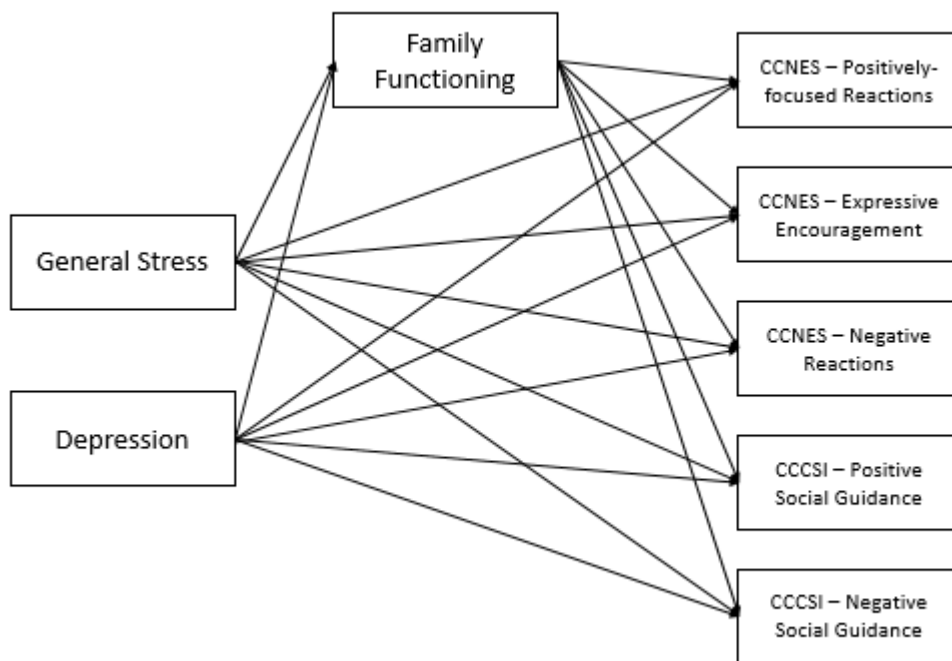 Family
Functioning
CCNES – Positively-
focused Reactions
CCNES – Expressive
Encouragement
General Stress
CCNES – Negative
Reactions
Depression
CCCSI – Positive
Social Guidance
CCCSI – Negative
Social Guidance